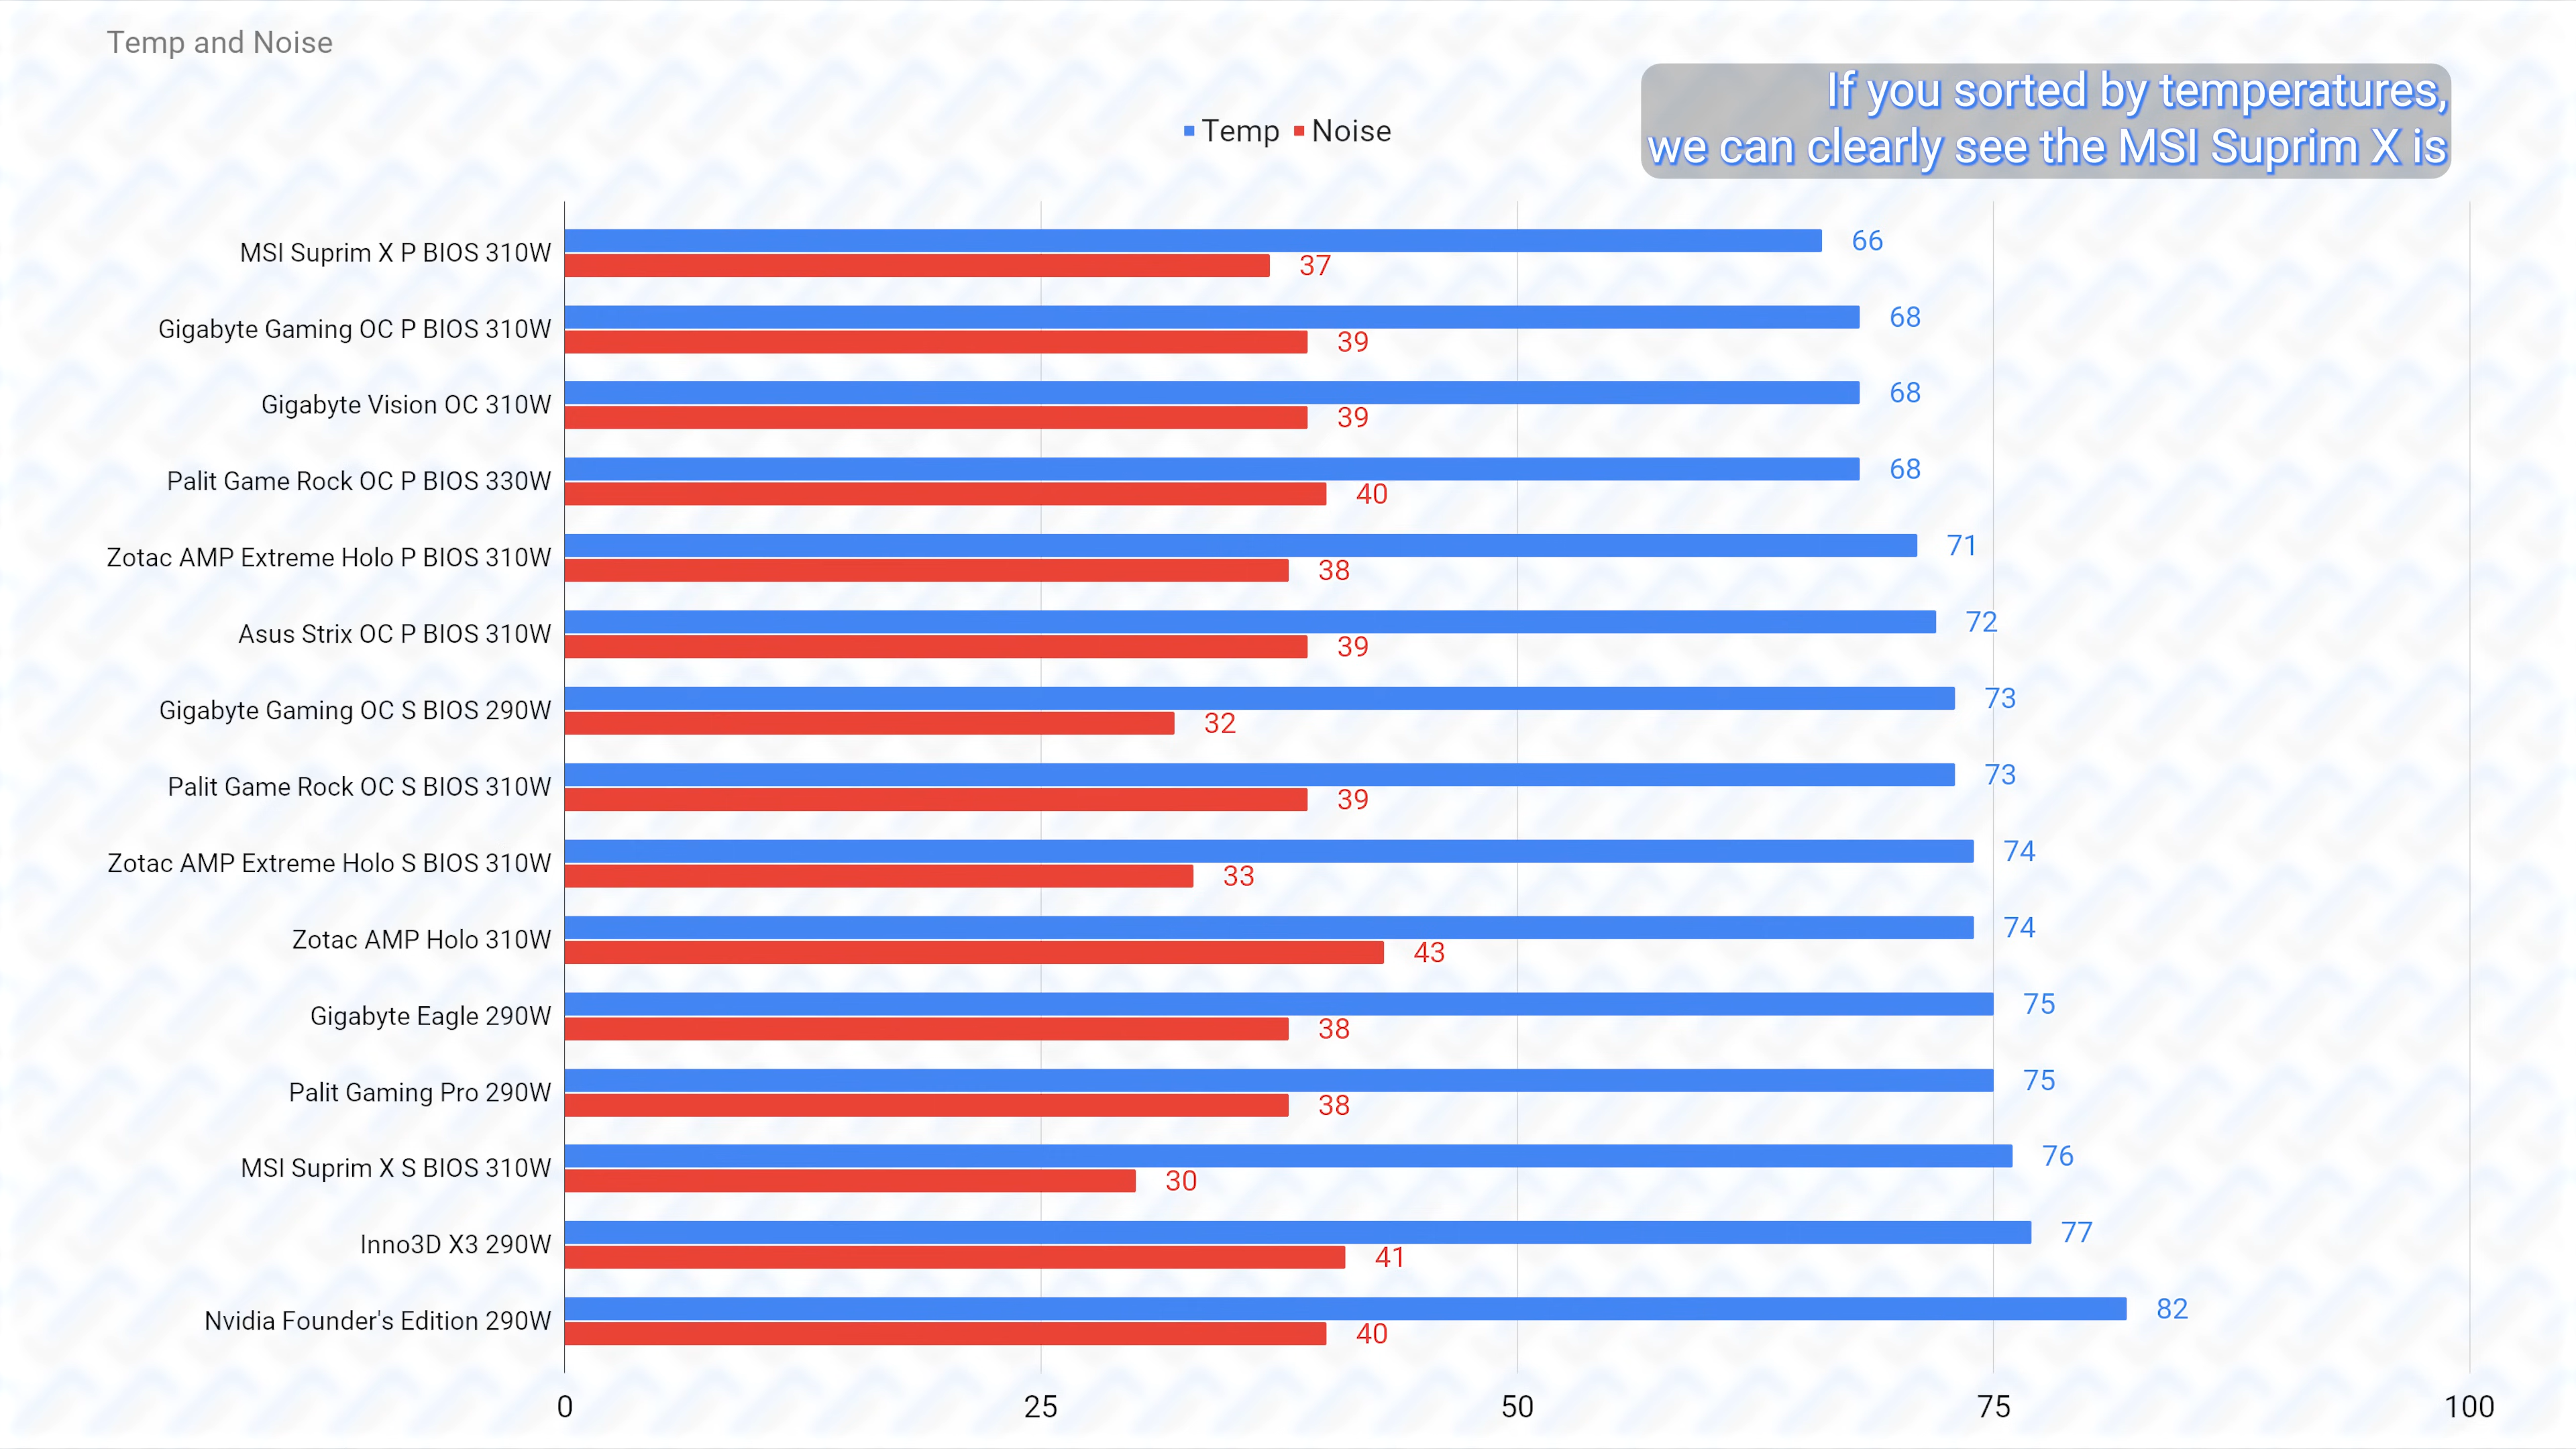 Temp and Noise
If you sorted by temperatures,
we can clearly see the MSI Suprim X is
Temp Noise
MSI Suprim X P BIOS 310W 66
37
Gigabyte Gaming OC P BIOS 310W 68
39
Gigabyte Vision OC 310W 68
39
Palit Game Rock OC P BIOS 330W 68
40
Zotac AMP Extreme Holo P BIOS 310W 71
38
Asus Strix OC P BIOS 310W 72
39
Gigabyte Gaming OC S BIOS 290W 73
32
Palit Game Rock OC S BIOS 310W 73
39
Zotac AMP Extreme Holo S BIOS 310W 74
33
Zotac AMP Holo 310W 74
43
Gigabyte Eagle 290W 75
38
Palit Gaming Pro 290W 75
38
MSI Suprim X S BIOS 310W 76
30
Inno3D X3 290W 77
41
Nvidia Founder's Edition 290W 82
40
0 25 50 75 100